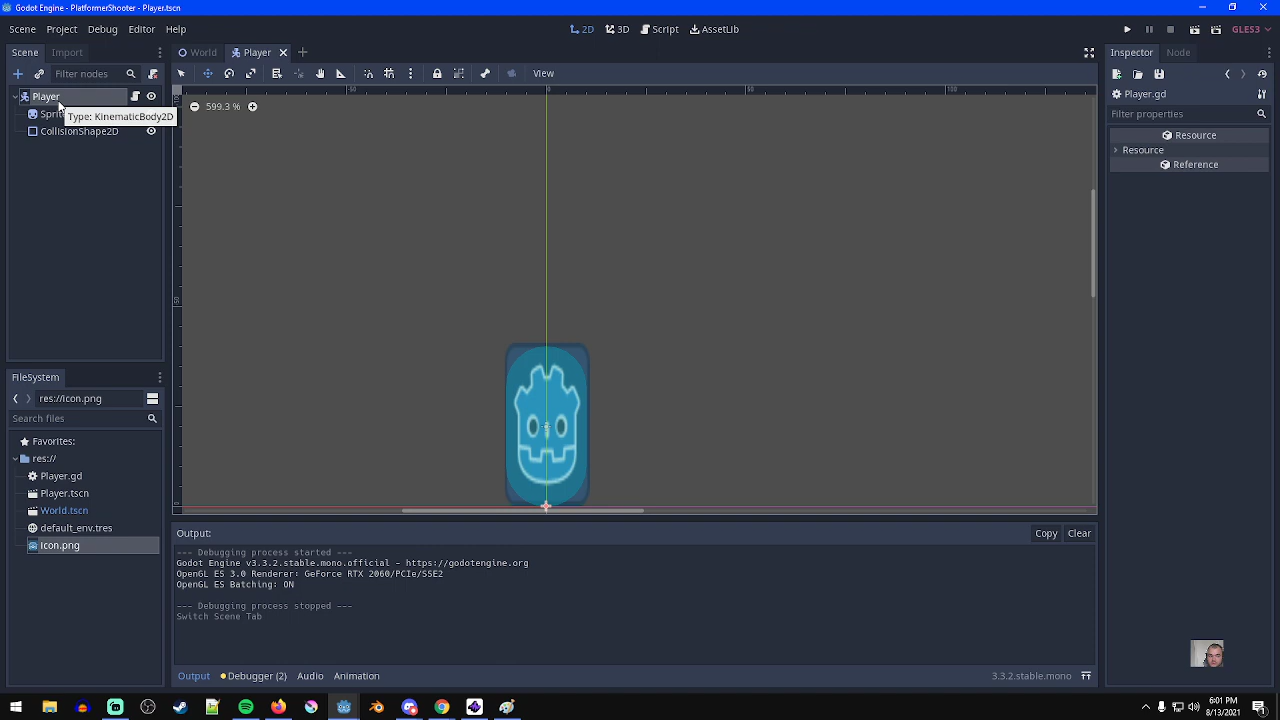 Godot Engine - PlatformerShooter - Player.tscn
Scene Project Debug Editor Help
2D 3D Script AssetLib
GLES3
Scene Import
World Player
Inspector Node
Filter nodes
View
Player.gd
Player
Type: KinematicBody2D
CollisionShape2D
599.3 %
-50 0 50 100
Filter properties
Resource
Resource
Reference
FileSystem
res://Icon.png
Search files
Favorites:
res://
Player.gd
Player.tscn
World.tscn
default_env.tres
Icon.png
Output:
Copy Clear
--- Debugging process started ---
Godot Engine v3.3.2.stable.mono.official - https://godotengine.org
OpenGL ES 3.0 Renderer: GeForce RTX 2060/PCIe/SSE2
OpenGL ES Batching: ON
--- Debugging process stopped ---
Switch Scene Tab
Output Debugger (2) Audio Animation
3.3.2.stable.mono
6:01 PM
8/13/2021